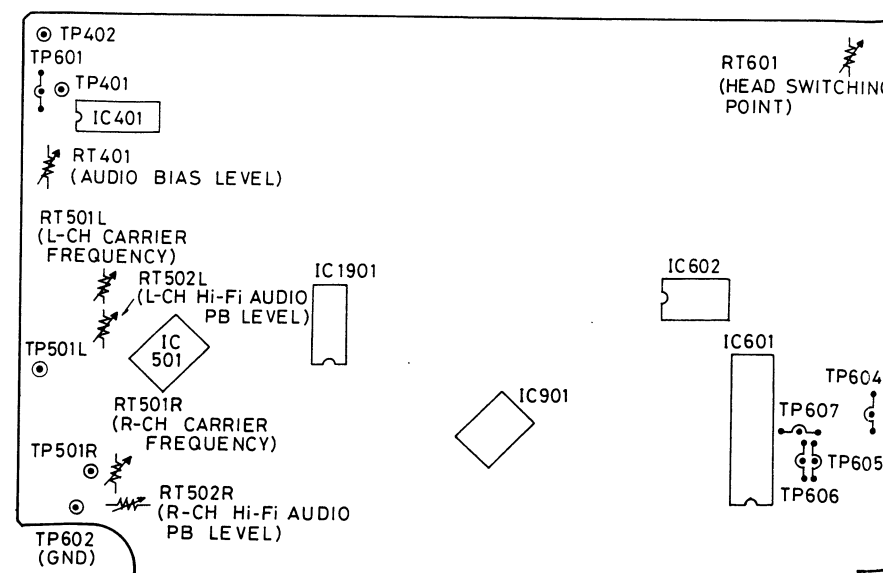 TP402
TP601
TP401
IC401
RT401
(AUDIO BIAS LEVEL)
RT601
(HEAD SWITCHING
POINT)
RT501L
(L-CH CARRIER
FREQUENCY)
RT502L
(L-CH Hi-Fi AUDIO
PB LEVEL)
IC1901
IC602
TP501L
IC
501
IC601
RT501R
(R-CH CARRIER
FREQUENCY)
IC901
TP604
TP607
TP501R
TP605
TP606
RT502R
(R-CH Hi-Fi AUDIO
PB LEVEL)
TP602
(GND)